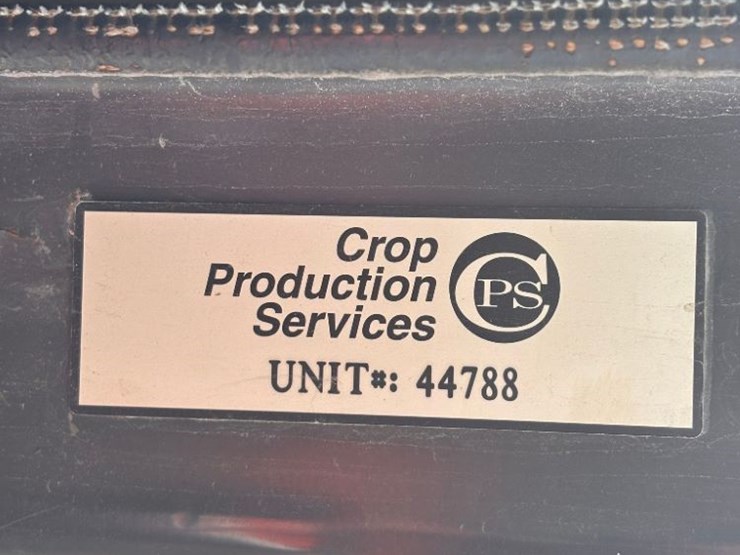 Crop
Production
Services
CPS
UNIT#: 44788